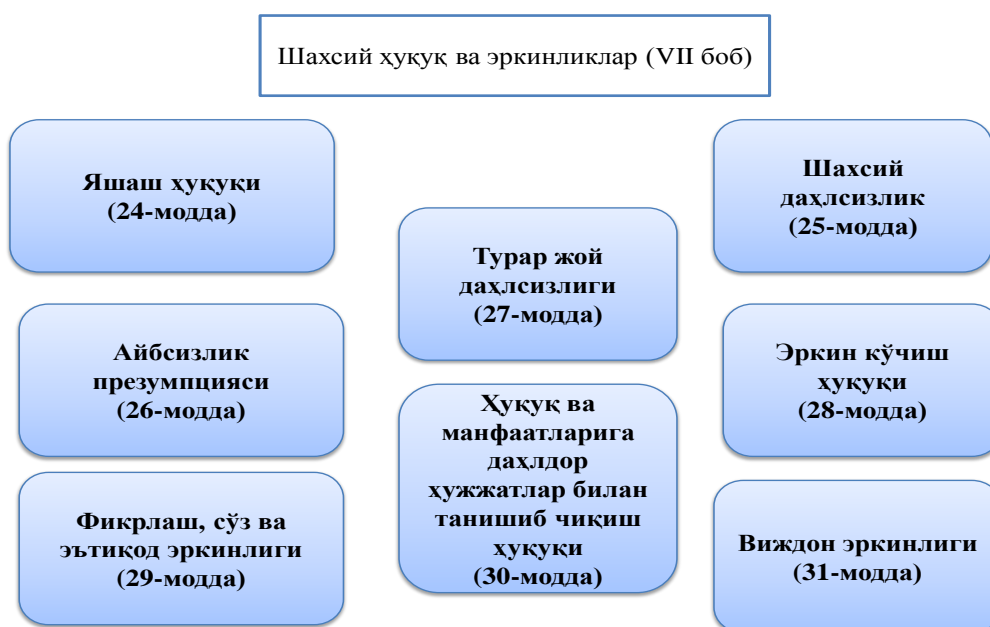 Шахсий ҳуқуқ ва эркинликлар (VII боб)
Яшаш ҳуқуқи
(24-модда)
Шахсий
даҳлсизлик
(25-модда)
Турар жой
даҳлсизлиги
(27-модда)
Айбсизлик
презумпцияси
(26-модда)
Эркин кўчиш
ҳуқуқи
(28-модда)
Ҳуқуқ ва
манфаатларига
даҳлдор
ҳужжатлар билан
танишиб чиқиш
ҳуқуқи
(30-модда)
Фикрлаш, сўз ва
эътиқод эркинлиги
(29-модда)
Виждон эркинлиги
(31-модда)